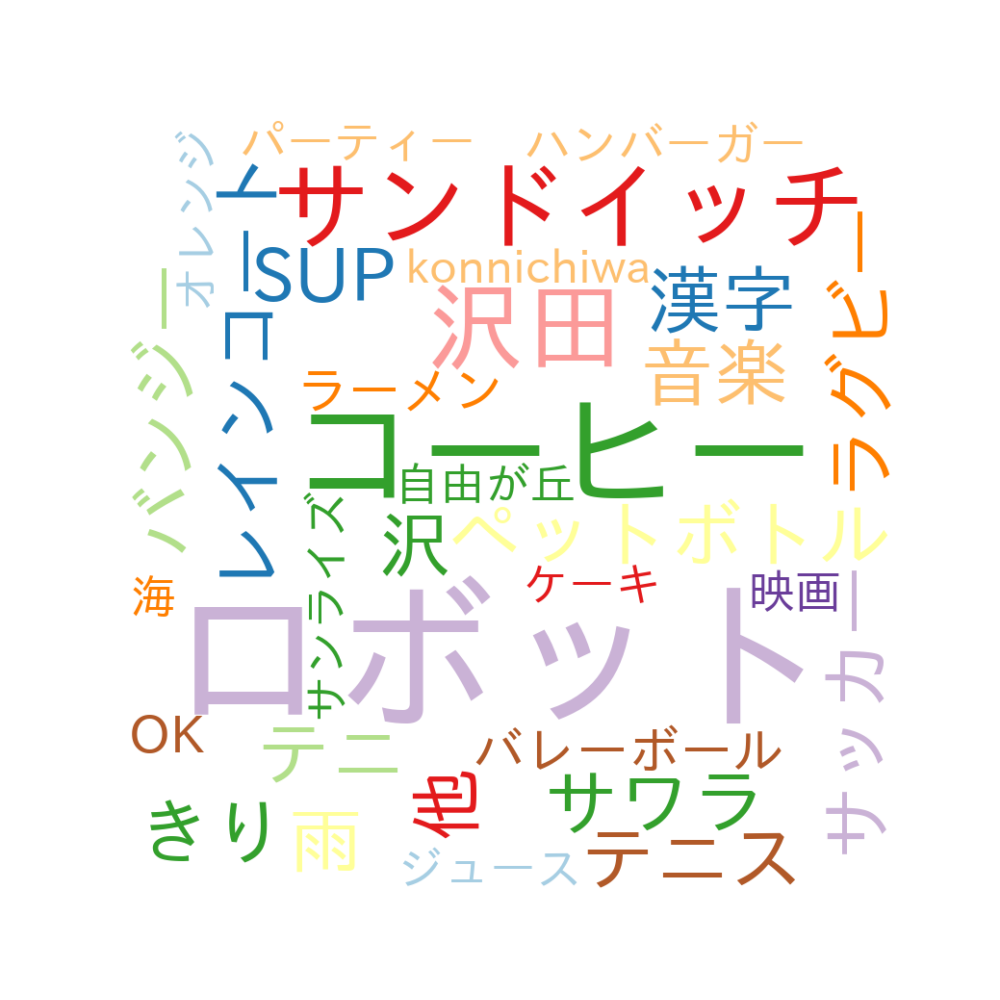 パーティー
ハンバーガー
オレンジ
サンドイッチ
レインコート
SUP
konnichiwa
漢字
沢田
ラグビー
音楽
バンジー
ラーメン
コーヒー
自由が丘
サンライズ
沢
ペットボトル
海
ケーキ
映画
ロボット
サッカー
OK
テニ
バレーボール
他
サワラ
きり
雨
テニス
ジュース